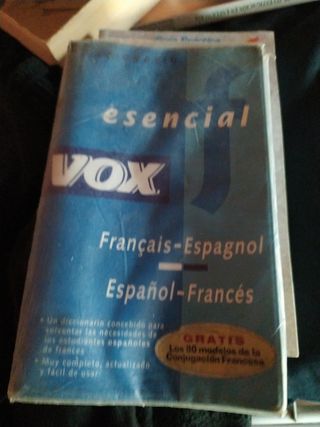 esencial
VOX
Français-Espagnol
Español-Francés
• Un diccionario concebido para
solventar las necesidades de
los estudiantes españoles
de francés
• Muy completo, actualizado
y fácil de usar
GRATIS
Los 80 modelos de la
Conjugación Francesa